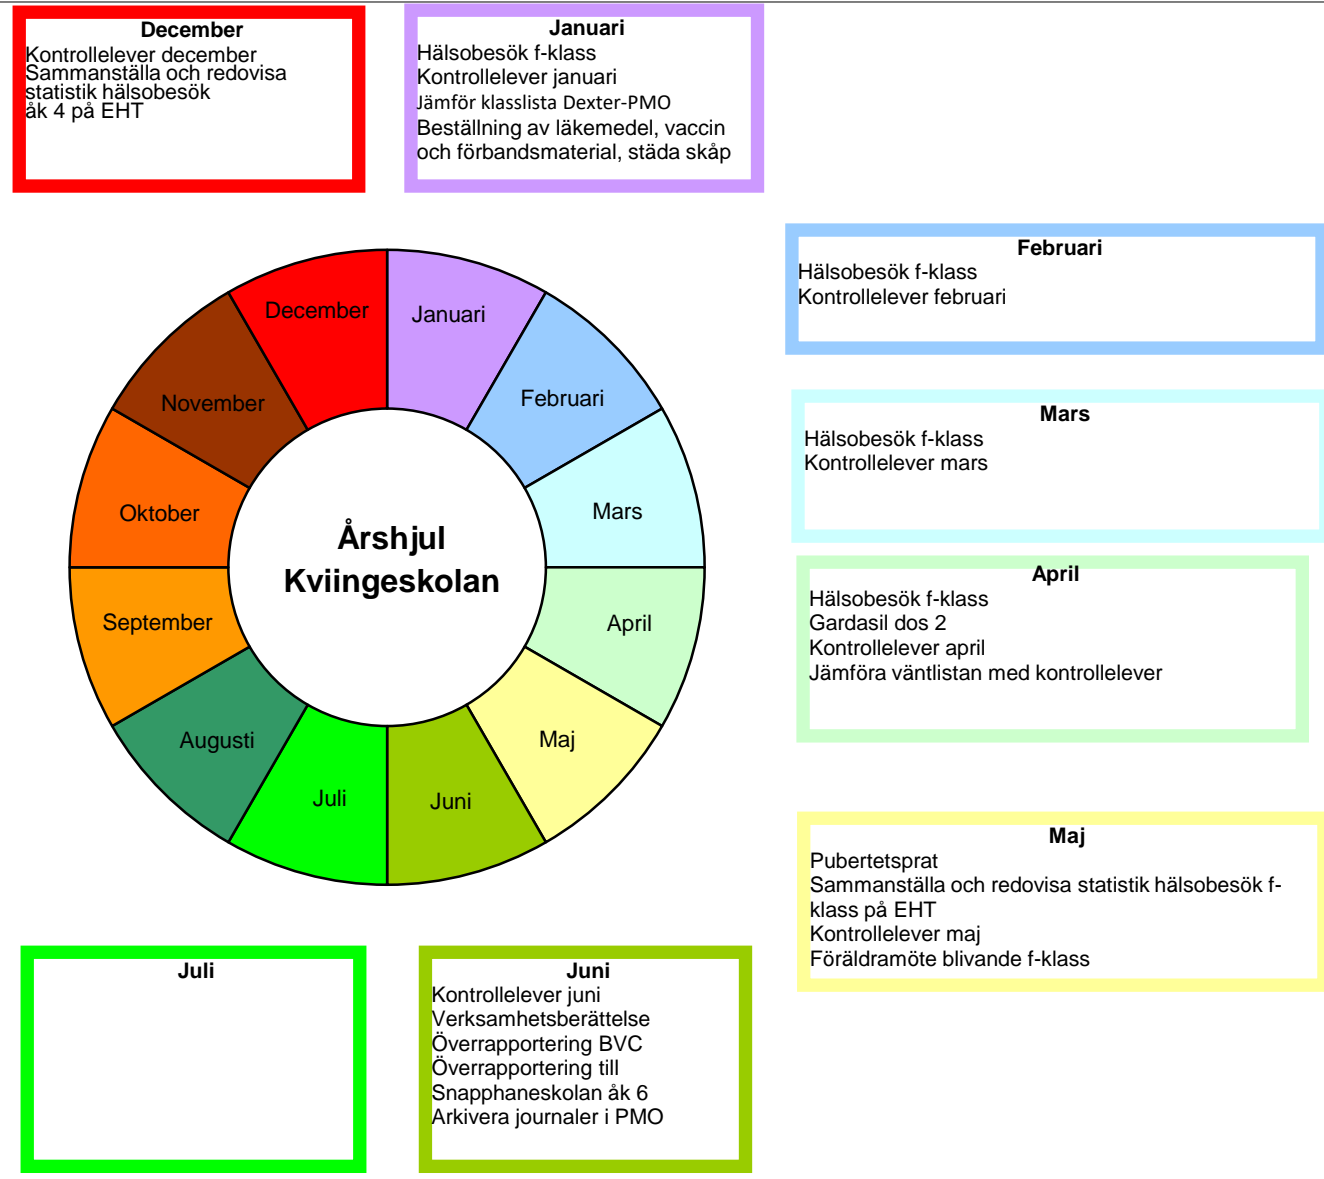 December
Kontrollelever december
Sammanställa och redovisa
statistik hälsobesök
åk 4 på EHT
Januari
Hälsobesök f-klass
Kontrollelever januari
Jämför klasslista Dexter-PMO
Beställning av läkemedel, vaccin
och förbandsmaterial, städa skåp
Februari
Hälsobesök f-klass
Kontrollelever februari
Mars
Hälsobesök f-klass
Kontrollelever mars
April
Hälsobesök f-klass
Gardasil dos 2
Kontrollelever april
Jämföra väntlistan med kontrollelever
Maj
Pubertetsprat
Sammanställa och redovisa statistik hälsobesök f-
klass på EHT
Kontrollelever maj
Föräldramöte blivande f-klass
December
Januari
Februari
Mars
April
Maj
Juni
Juli
Augusti
September
Oktober
November
Årshjul
Kviingeskolan
Juli
Juni
Kontrollelever juni
Verksamhetsberättelse
Överrapportering BVC
Överrapportering till
Snapphaneskolan åk 6
Arkivera journaler i PMO